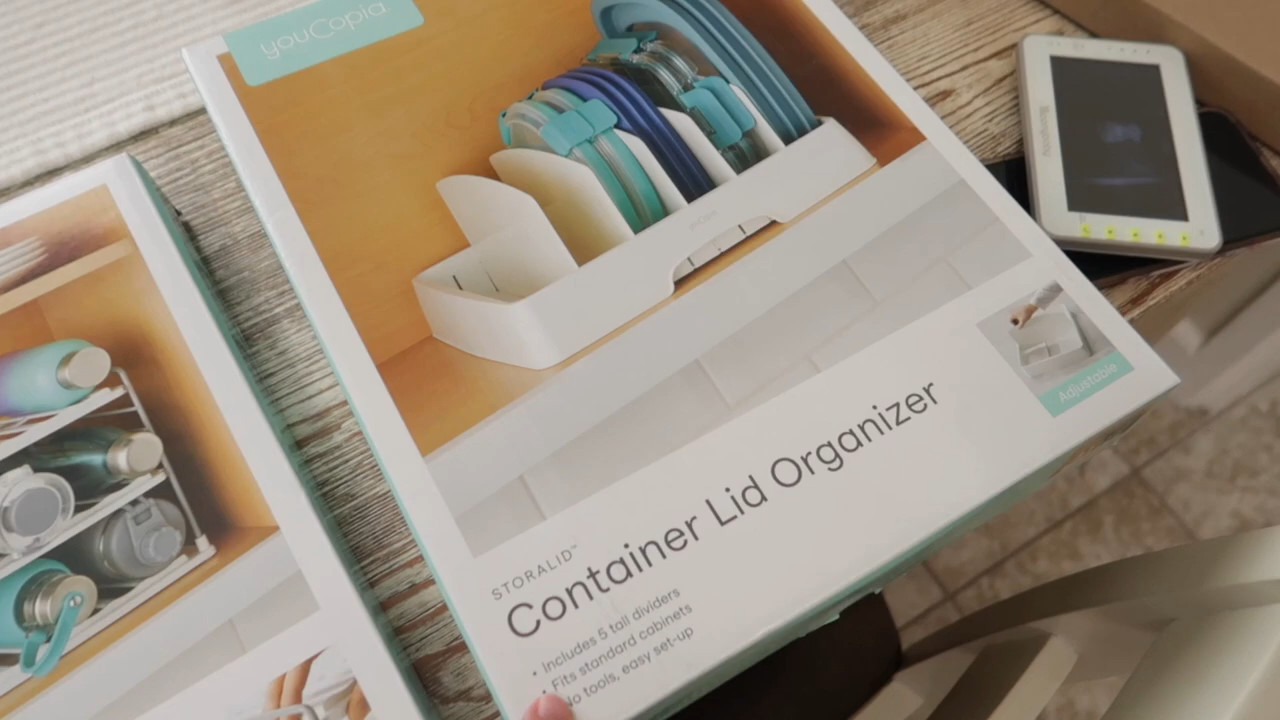 youCopia
Adjustable
STORALID™
Container Lid Organizer
• Includes 5 tall dividers
• Fits standard cabinets
No tools, easy set-up